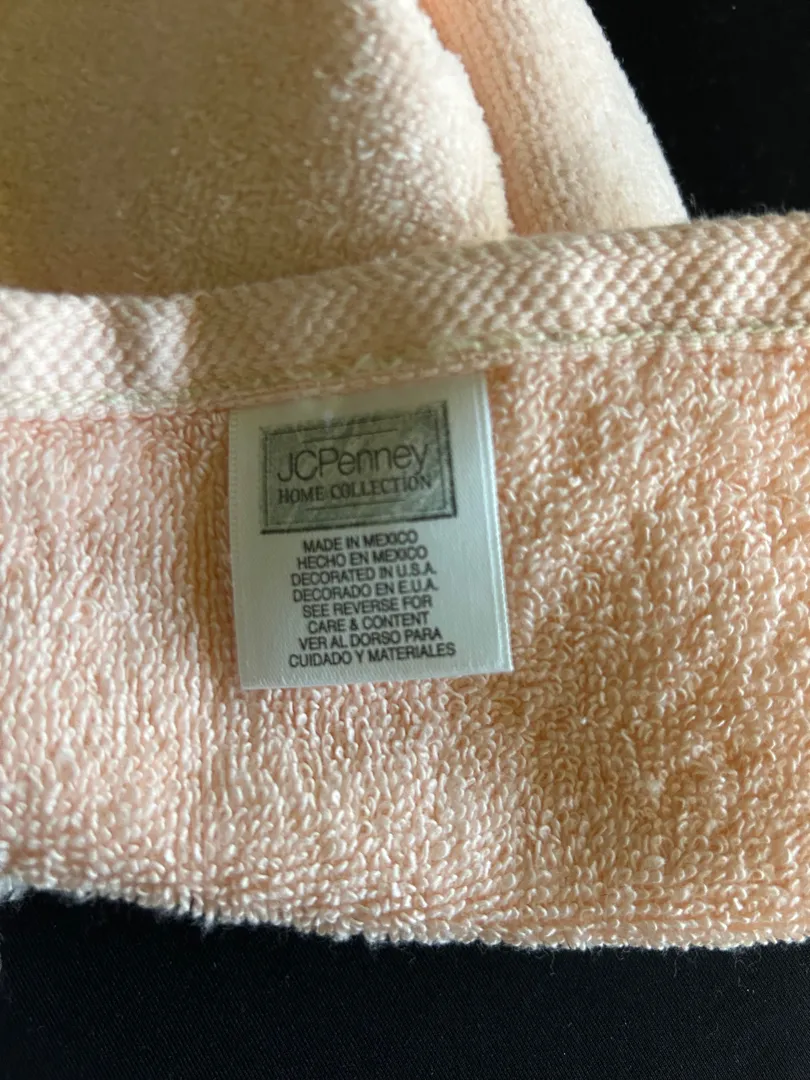 JCPenney
HOME COLLECTION
MADE IN MEXICO
HECHO EN MEXICO
DECORATED IN U.S.A.
DECORADO EN E.U.A.
SEE REVERSE FOR
CARE & CONTENT
VER AL DORSO PARA
CUIDADO Y MATERIALES